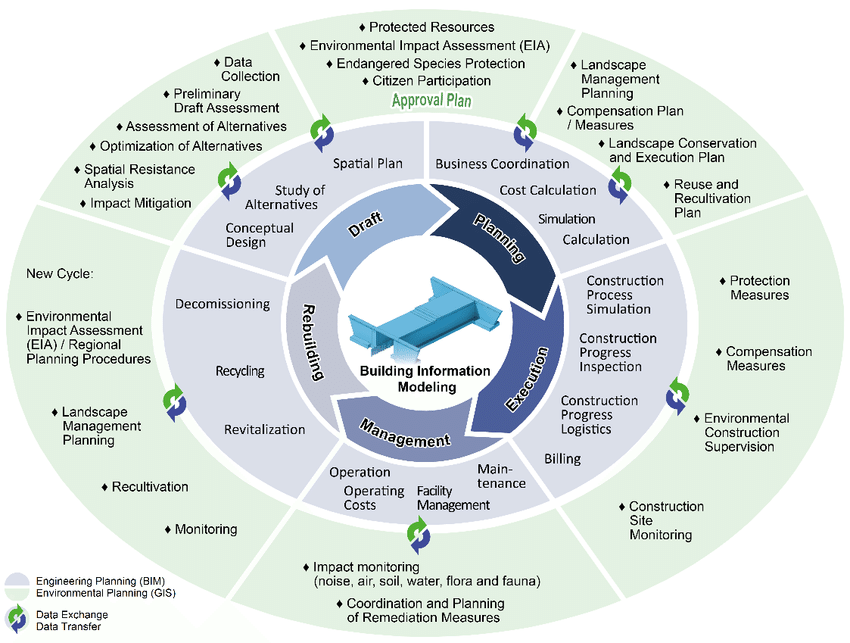 ♦ Protected Resources
♦ Environmental Impact Assessment (EIA)
♦ Endangered Species Protection
♦ Citizen Participation
Approval Plan
♦ Data
Collection
♦ Preliminary
Draft Assessment
♦ Assessment of Alternatives
♦ Optimization of Alternatives
♦ Spatial Resistance
Analysis
♦ Impact Mitigation
♦ Landscape
Management
Planning
♦ Compensation Plan
/ Measures
♦ Landscape Conservation
and Execution Plan
♦ Reuse and
Recultivation
Plan
Spatial Plan
Study of
Alternatives
Conceptual
Design
Business Coordination
Cost Calculation
Simulation
Calculation
Draft
Planning
Execution
Management
Rebuilding
Building Information
Modeling
New Cycle:
♦ Environmental
Impact Assessment
(EIA) / Regional
Planning Procedures
♦ Landscape
Management
Planning
♦ Recultivation
♦ Monitoring
Decomissioning
Recycling
Revitalization
Construction
Process
Simulation
Construction
Progress
Inspection
Construction
Progress
Logistics
Billing
♦ Protection
Measures
♦ Compensation
Measures
♦ Environmental
Construction
Supervision
♦ Construction
Site
Monitoring
Operation
Operating
Costs
Facility
Management
Main-
tenance
♦ Impact monitoring
(noise, air, soil, water, flora and fauna)
♦ Coordination and Planning
of Remediation Measures
Engineering Planning (BIM)
Environmental Planning (GIS)
Data Exchange
Data Transfer